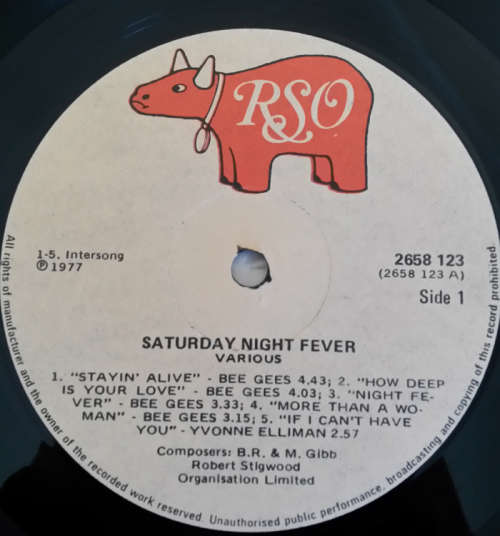 RSO
1-5. Intersong
℗ 1977
2658 123
(2658 123 A)
Side 1
SATURDAY NIGHT FEVER
VARIOUS
1. "STAYIN' ALIVE" - BEE GEES 4.43; 2. "HOW DEEP
IS YOUR LOVE" - BEE GEES 4.03; 3. "NIGHT FE-
VER" - BEE GEES 3.33; 4. "MORE THAN A WO-
MAN" - BEE GEES 3.15; 5. "IF I CAN'T HAVE
YOU" - YVONNE ELLIMAN 2.57
Composers: B.R. & M. Gibb
Robert Stigwood
Organisation Limited
All rights of manufacturer and the owner of the recorded work reserved. Unauthorised public performance, broadcasting and copying of this record prohibited.